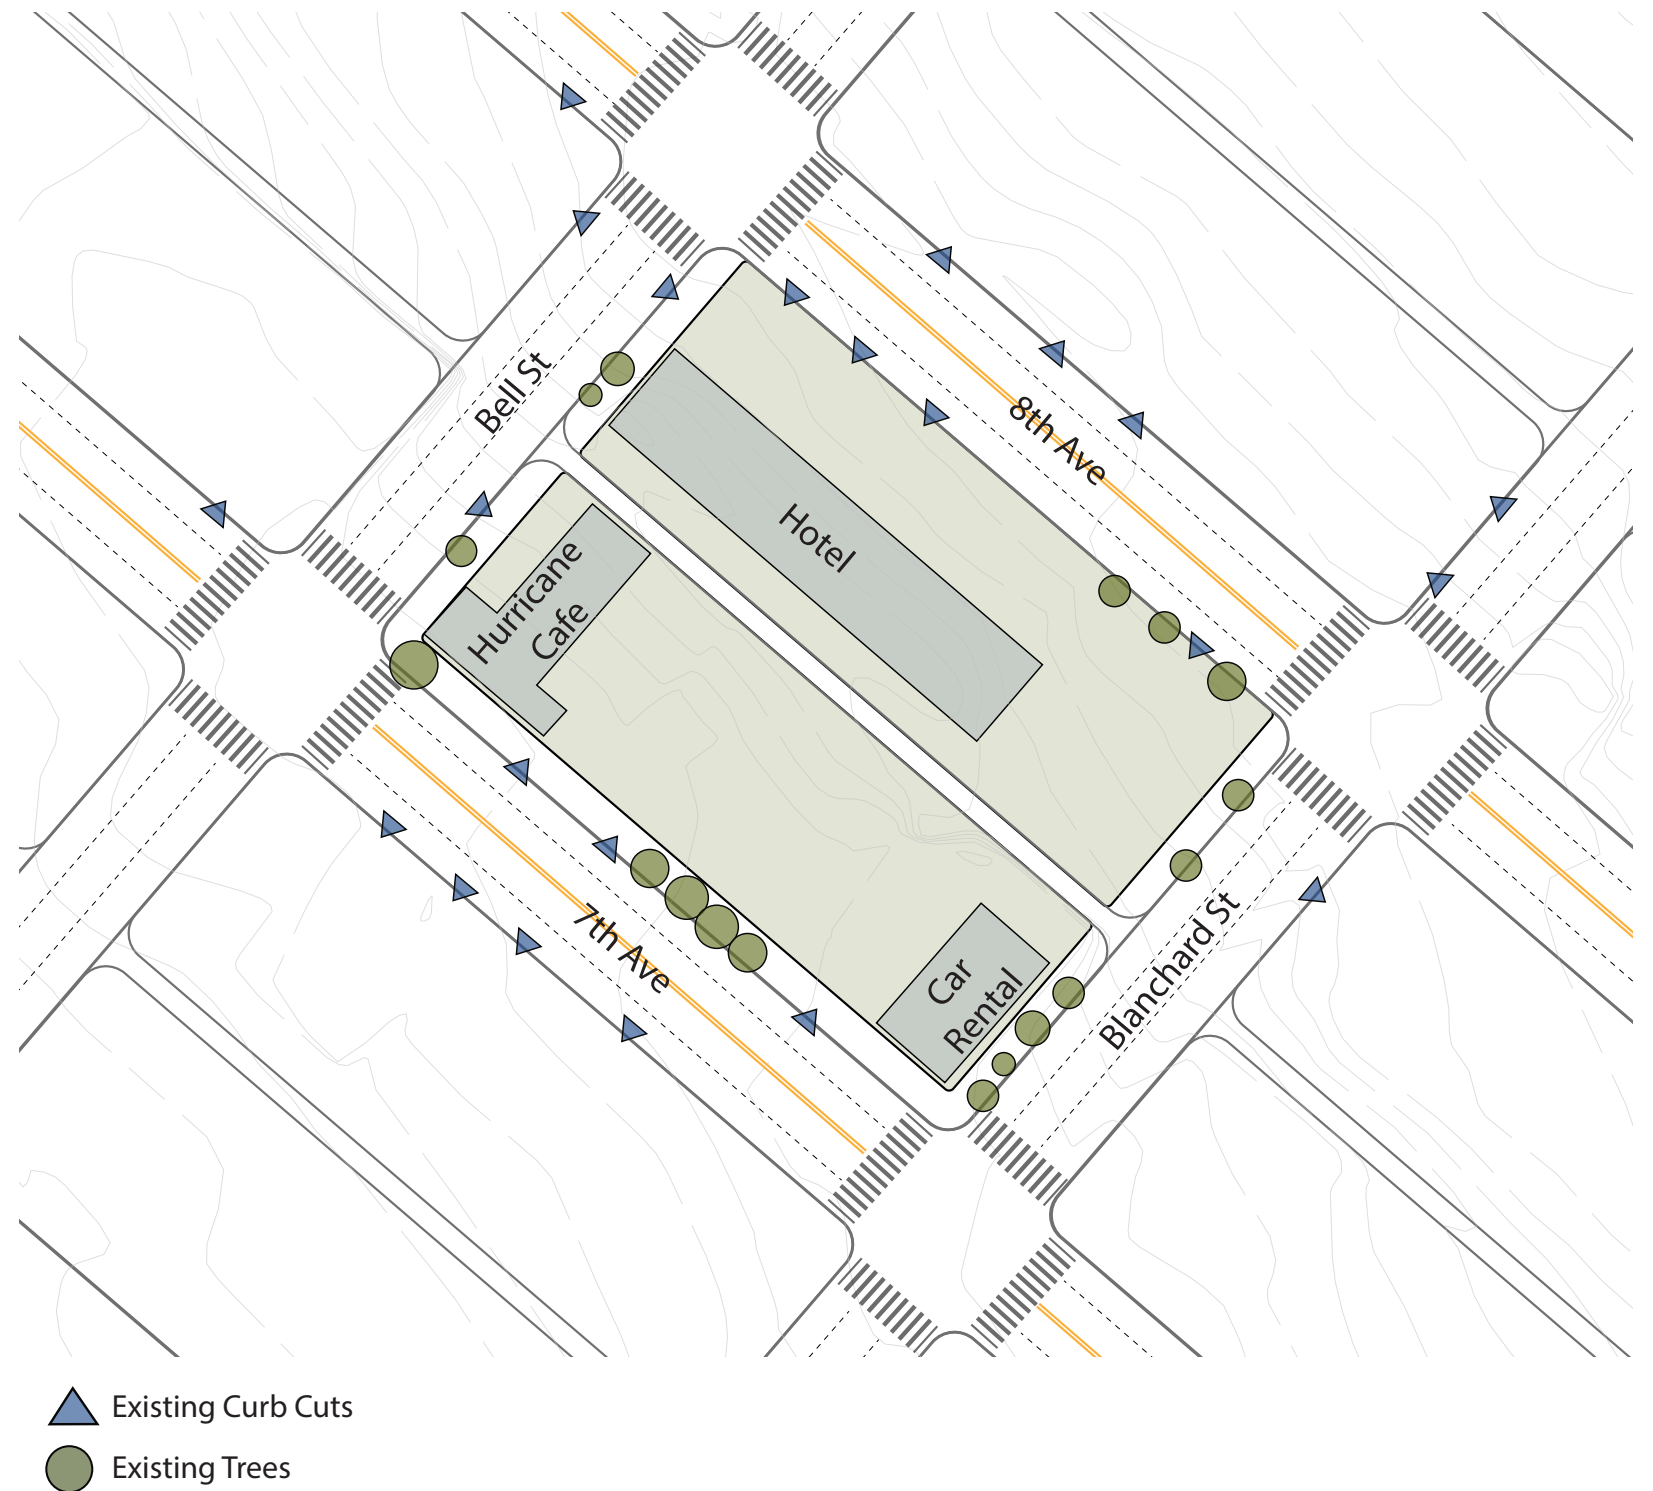 Bell St
8th Ave
Hotel
Hurricane
Cafe
7th Ave
Car
Rental
Blanchard St
Existing Curb Cuts
Existing Trees